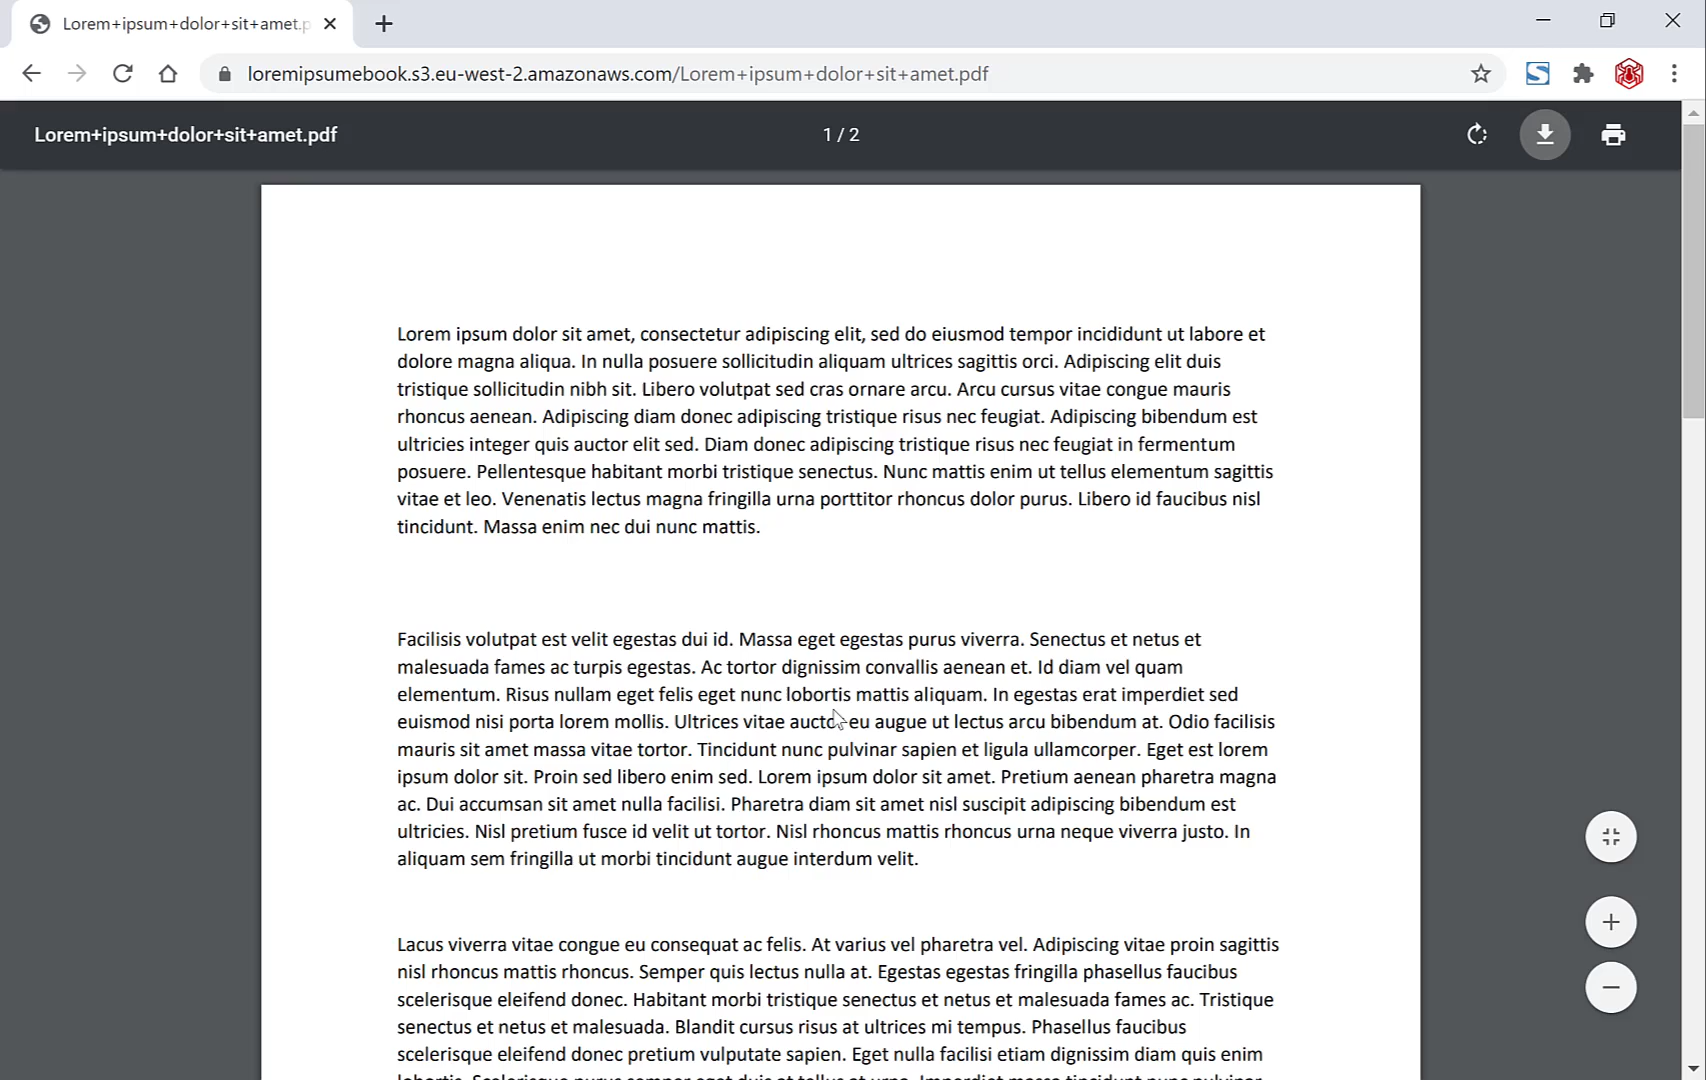 Lorem+ipsum+dolor+sit+amet.p
loremipsumebook.s3.eu-west-2.amazonaws.com/Lorem+ipsum+dolor+sit+amet.pdf
Lorem+ipsum+dolor+sit+amet.pdf
1 / 2
Lorem ipsum dolor sit amet, consectetur adipiscing elit, sed do eiusmod tempor incididunt ut labore et
dolore magna aliqua. In nulla posuere sollicitudin aliquam ultrices sagittis orci. Adipiscing elit duis
tristique sollicitudin nibh sit. Libero volutpat sed cras ornare arcu. Arcu cursus vitae congue mauris
rhoncus aenean. Adipiscing diam donec adipiscing tristique risus nec feugiat. Adipiscing bibendum est
ultricies integer quis auctor elit sed. Diam donec adipiscing tristique risus nec feugiat in fermentum
posuere. Pellentesque habitant morbi tristique senectus. Nunc mattis enim ut tellus elementum sagittis
vitae et leo. Venenatis lectus magna fringilla urna porttitor rhoncus dolor purus. Libero id faucibus nisl
tincidunt. Massa enim nec dui nunc mattis.
Facilisis volutpat est velit egestas dui id. Massa eget egestas purus viverra. Senectus et netus et
malesuada fames ac turpis egestas. Ac tortor dignissim convallis aenean et. Id diam vel quam
elementum. Risus nullam eget felis eget nunc lobortis mattis aliquam. In egestas erat imperdiet sed
euismod nisi porta lorem mollis. Ultrices vitae auctor eu augue ut lectus arcu bibendum at. Odio facilisis
mauris sit amet massa vitae tortor. Tincidunt nunc pulvinar sapien et ligula ullamcorper. Eget est lorem
ipsum dolor sit. Proin sed libero enim sed. Lorem ipsum dolor sit amet. Pretium aenean pharetra magna
ac. Dui accumsan sit amet nulla facilisi. Pharetra diam sit amet nisl suscipit adipiscing bibendum est
ultricies. Nisl pretium fusce id velit ut tortor. Nisl rhoncus mattis rhoncus urna neque viverra justo. In
aliquam sem fringilla ut morbi tincidunt augue interdum velit.
Lacus viverra vitae congue eu consequat ac felis. At varius vel pharetra vel. Adipiscing vitae proin sagittis
nisl rhoncus mattis rhoncus. Semper quis lectus nulla at. Egestas egestas fringilla phasellus faucibus
scelerisque eleifend donec. Habitant morbi tristique senectus et netus et malesuada fames ac. Tristique
senectus et netus et malesuada. Blandit cursus risus at ultrices mi tempus. Phasellus faucibus
scelerisque eleifend donec pretium vulputate sapien. Eget nulla facilisi etiam dignissim diam quis enim